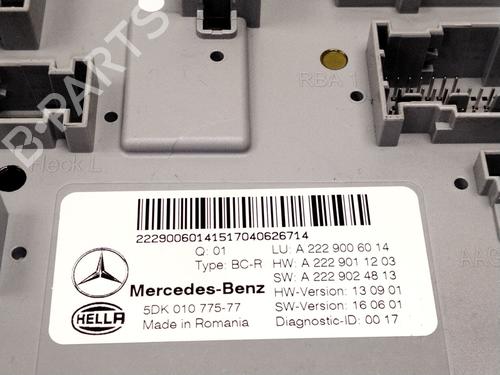 B-PARTS
RBA 1
Heck L
22290060141517040626714
Q: 01
LU: A 222 900 60 14
Type: BC-R
HW: A 222 901 12 03
SW: A 222 902 48 13
Mercedes-Benz
HW-Version: 13 09 01
HELLA
5DK 010 775-77
SW-Version: 16 06 01
Made in Romania
Diagnostic-ID: 00 17